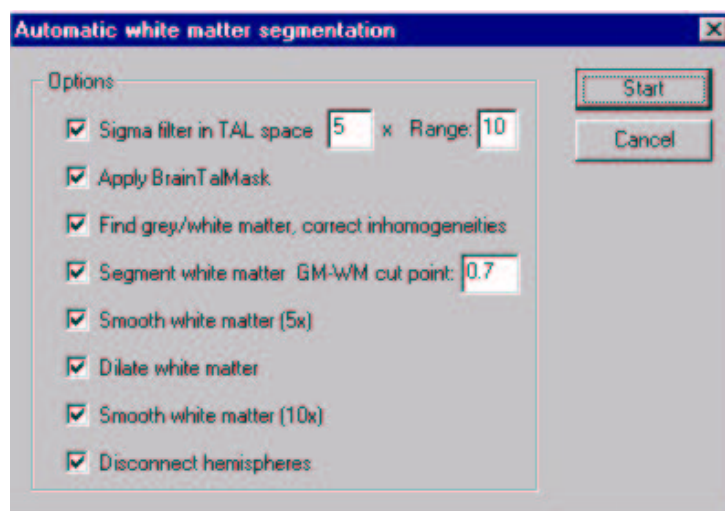 Automatic white matter segmentation
Options
Sigma filter in TAL space 5 x Range: 10
Apply BrainTalMask
Find grey/white matter, correct inhomogeneities
Segment white matter GM-WM cut point: 0.7
Smooth white matter (5x)
Dilate white matter
Smooth white matter (10x)
Disconnect hemispheres
Start
Cancel